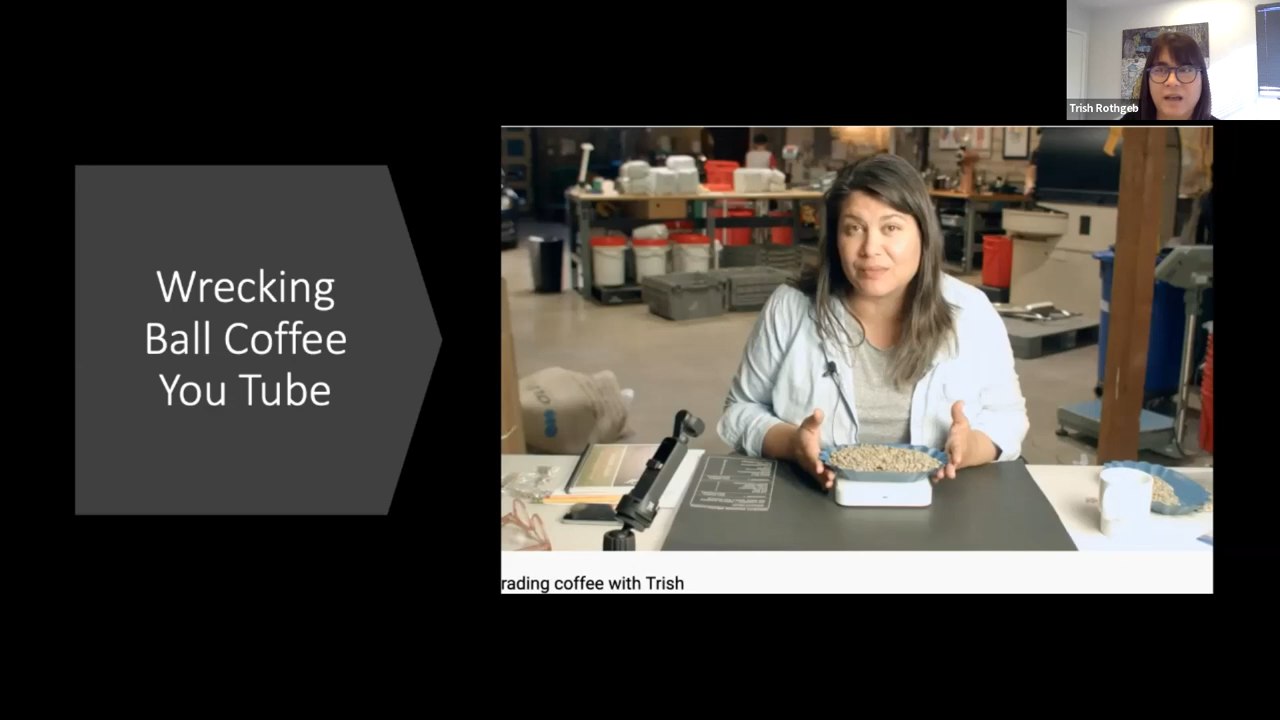 Trish Rothgeb
Wrecking
Ball Coffee
You Tube
rading coffee with Trish